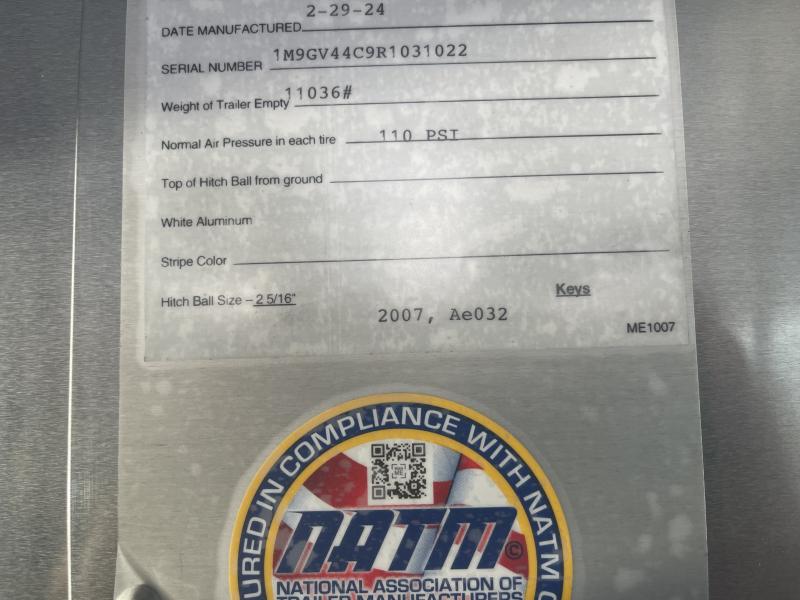 DATE MANUFACTURED 2-29-24
SERIAL NUMBER 1M9GV44C9R1031022
Weight of Trailer Empty 11036#
Normal Air Pressure in each tire 110 PSI
Top of Hitch Ball from ground
White Aluminum
Stripe Color
Hitch Ball Size – 2 5/16"
Keys
2007, Ae032
ME1007
URED IN COMPLIANCE WITH NATM
NATM ©
NATIONAL ASSOCIATION OF
TRAILER MANUFACTURERS